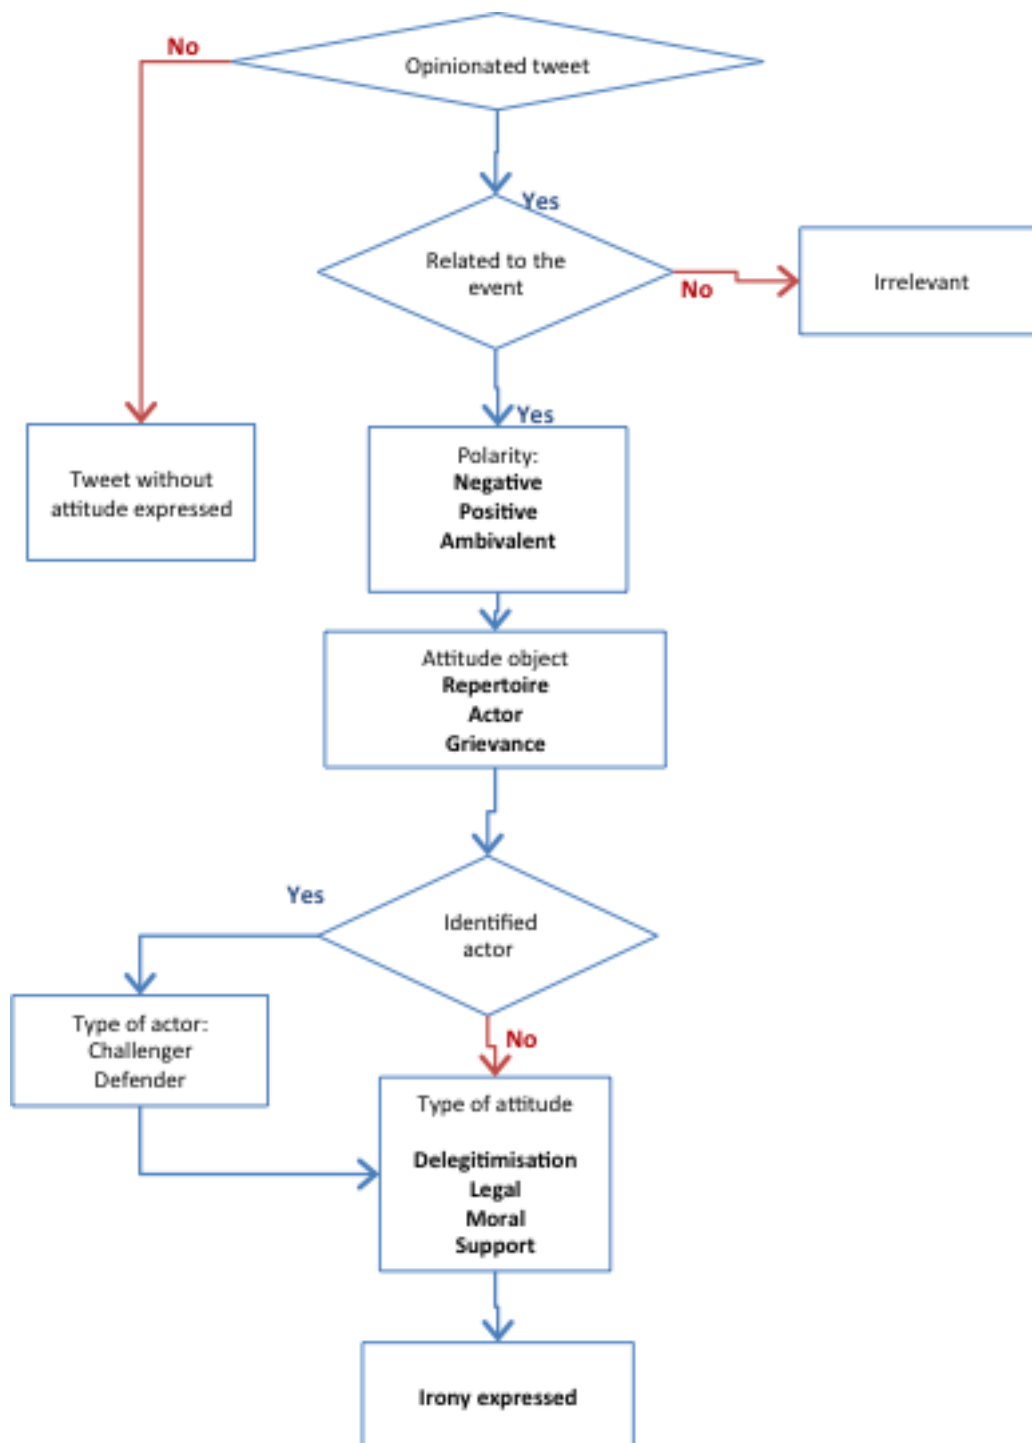 No
Opinionated tweet
Yes
Related to the
event
No
Irrelevant
Yes
Polarity:
Negative
Positive
Ambivalent
Tweet without
attitude expressed
Attitude object
Repertoire
Actor
Grievance
Yes
Identified
actor
Type of actor:
Challenger
Defender
No
Type of attitude
Delegitimisation
Legal
Moral
Support
Irony expressed